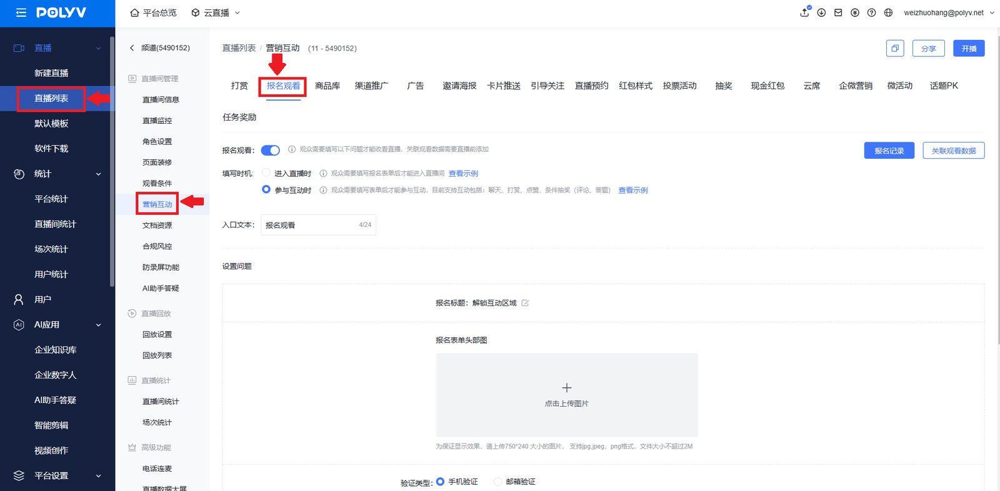 POLYV
平台总览
云直播
weizhuohang@polyv.net
直播
新建直播
直播列表
默认模板
软件下载
统计
平台统计
直播间统计
场次统计
用户统计
用户
AI应用
企业知识库
企业数字人
AI助手答疑
智能剪辑
视频创作
平台设置
频道(5490152)
直播间管理
直播间信息
直播监控
角色设置
页面装修
观看条件
营销互动
文档资源
合规风控
防录屏功能
AI助手答疑
直播回放
回放设置
回放列表
直播统计
直播间统计
场次统计
高级功能
电话连麦
直播数据大屏
直播列表 / 营销互动 (11 - 5490152)
分享
开播
打赏 报名观看 商品库 渠道推广 广告 邀请海报 卡片推送 引导关注 直播预约 红包样式 投票活动 抽奖 现金红包 云席 企微营销 微活动 话题PK
任务奖励
报名观看： 观众需要填写以下问题才能收看直播，关联观看数据需要直播前添加
报名记录
关联观看数据
填写时机: 进入直播时 观众需要填写报名表单后才能进入直播间 查看示例
参与互动时 观众需要填写表单后才能参与互动，目前支持互动包括：聊天、打赏、点赞、条件抽奖（评论、答题） 查看示例
入口文本： 报名观看 4/24
设置问题
报名标题：解锁互动区域
报名表单头部图
点击上传图片
为保证显示效果，请上传750*240 大小的图片， 支持jpg,jpeg，png格式，文件大小不超过2M
验证类型： 手机验证 邮箱验证